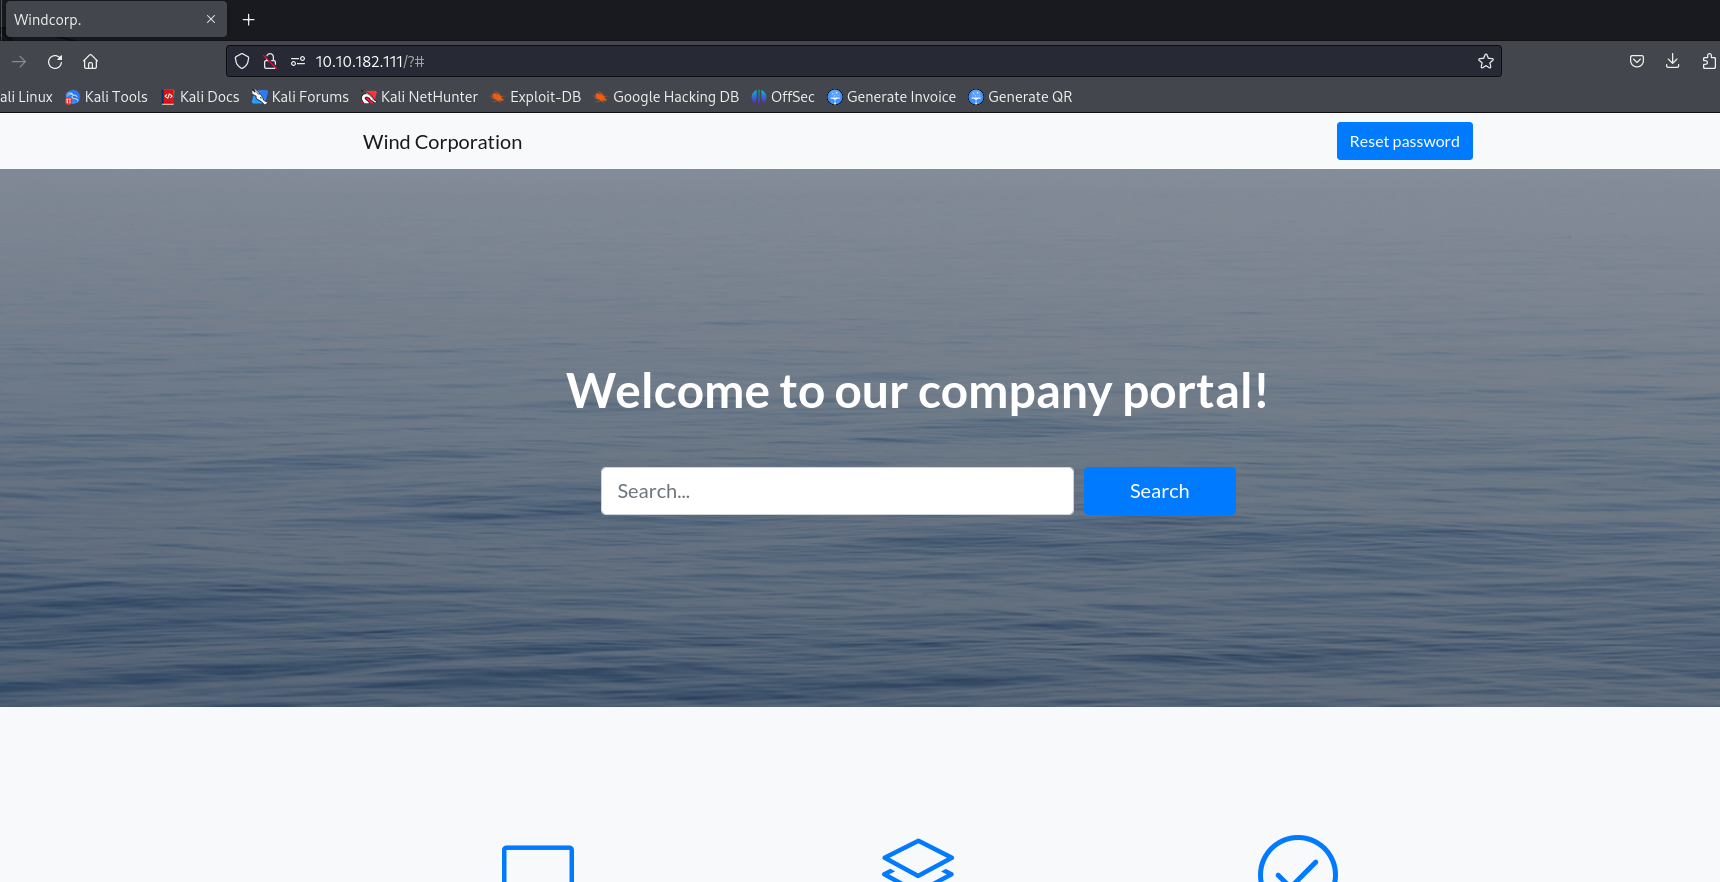 Windcorp.
10.10.182.111/?#
ali Linux Kali Tools Kali Docs Kali Forums Kali NetHunter Exploit-DB Google Hacking DB OffSec Generate Invoice Generate QR
Wind Corporation Reset password
Welcome to our company portal!
Search... Search